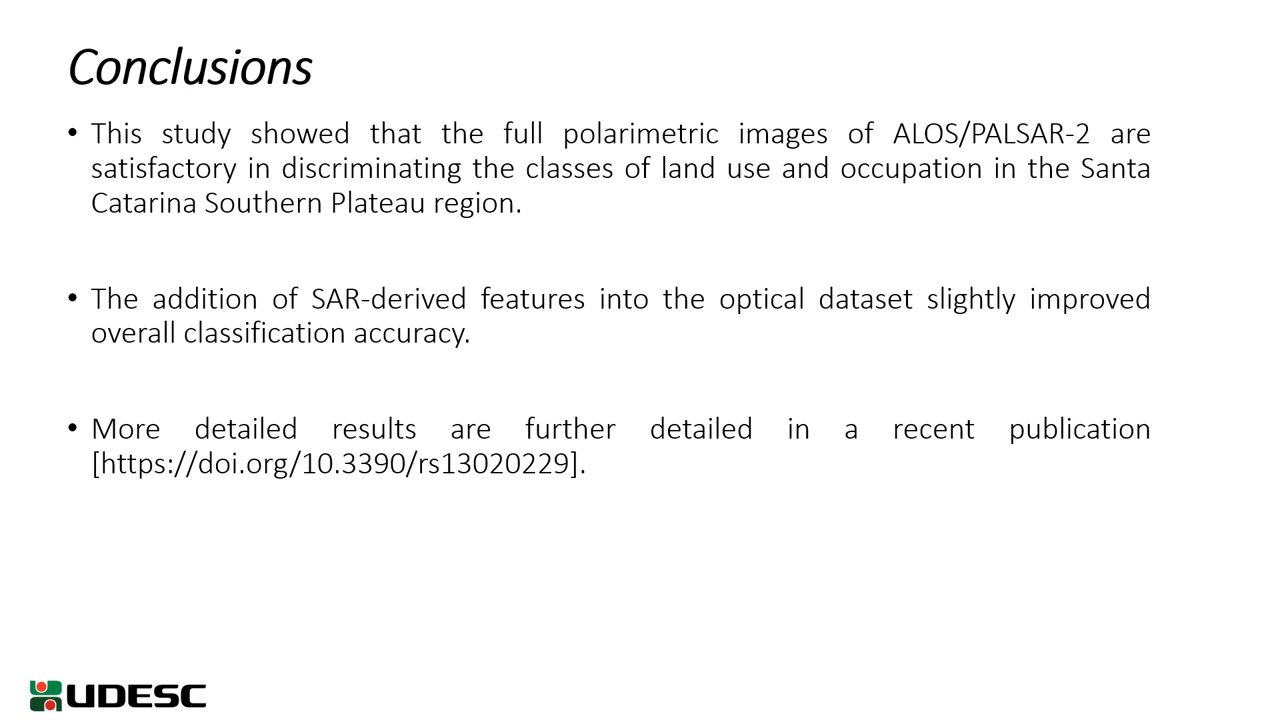 Conclusions
• This study showed that the full polarimetric images of ALOS/PALSAR-2 are
satisfactory in discriminating the classes of land use and occupation in the Santa
Catarina Southern Plateau region.
• The addition of SAR-derived features into the optical dataset slightly improved
overall classification accuracy.
• More detailed results are further detailed in a recent publication
[https://doi.org/10.3390/rs13020229].
UDESC